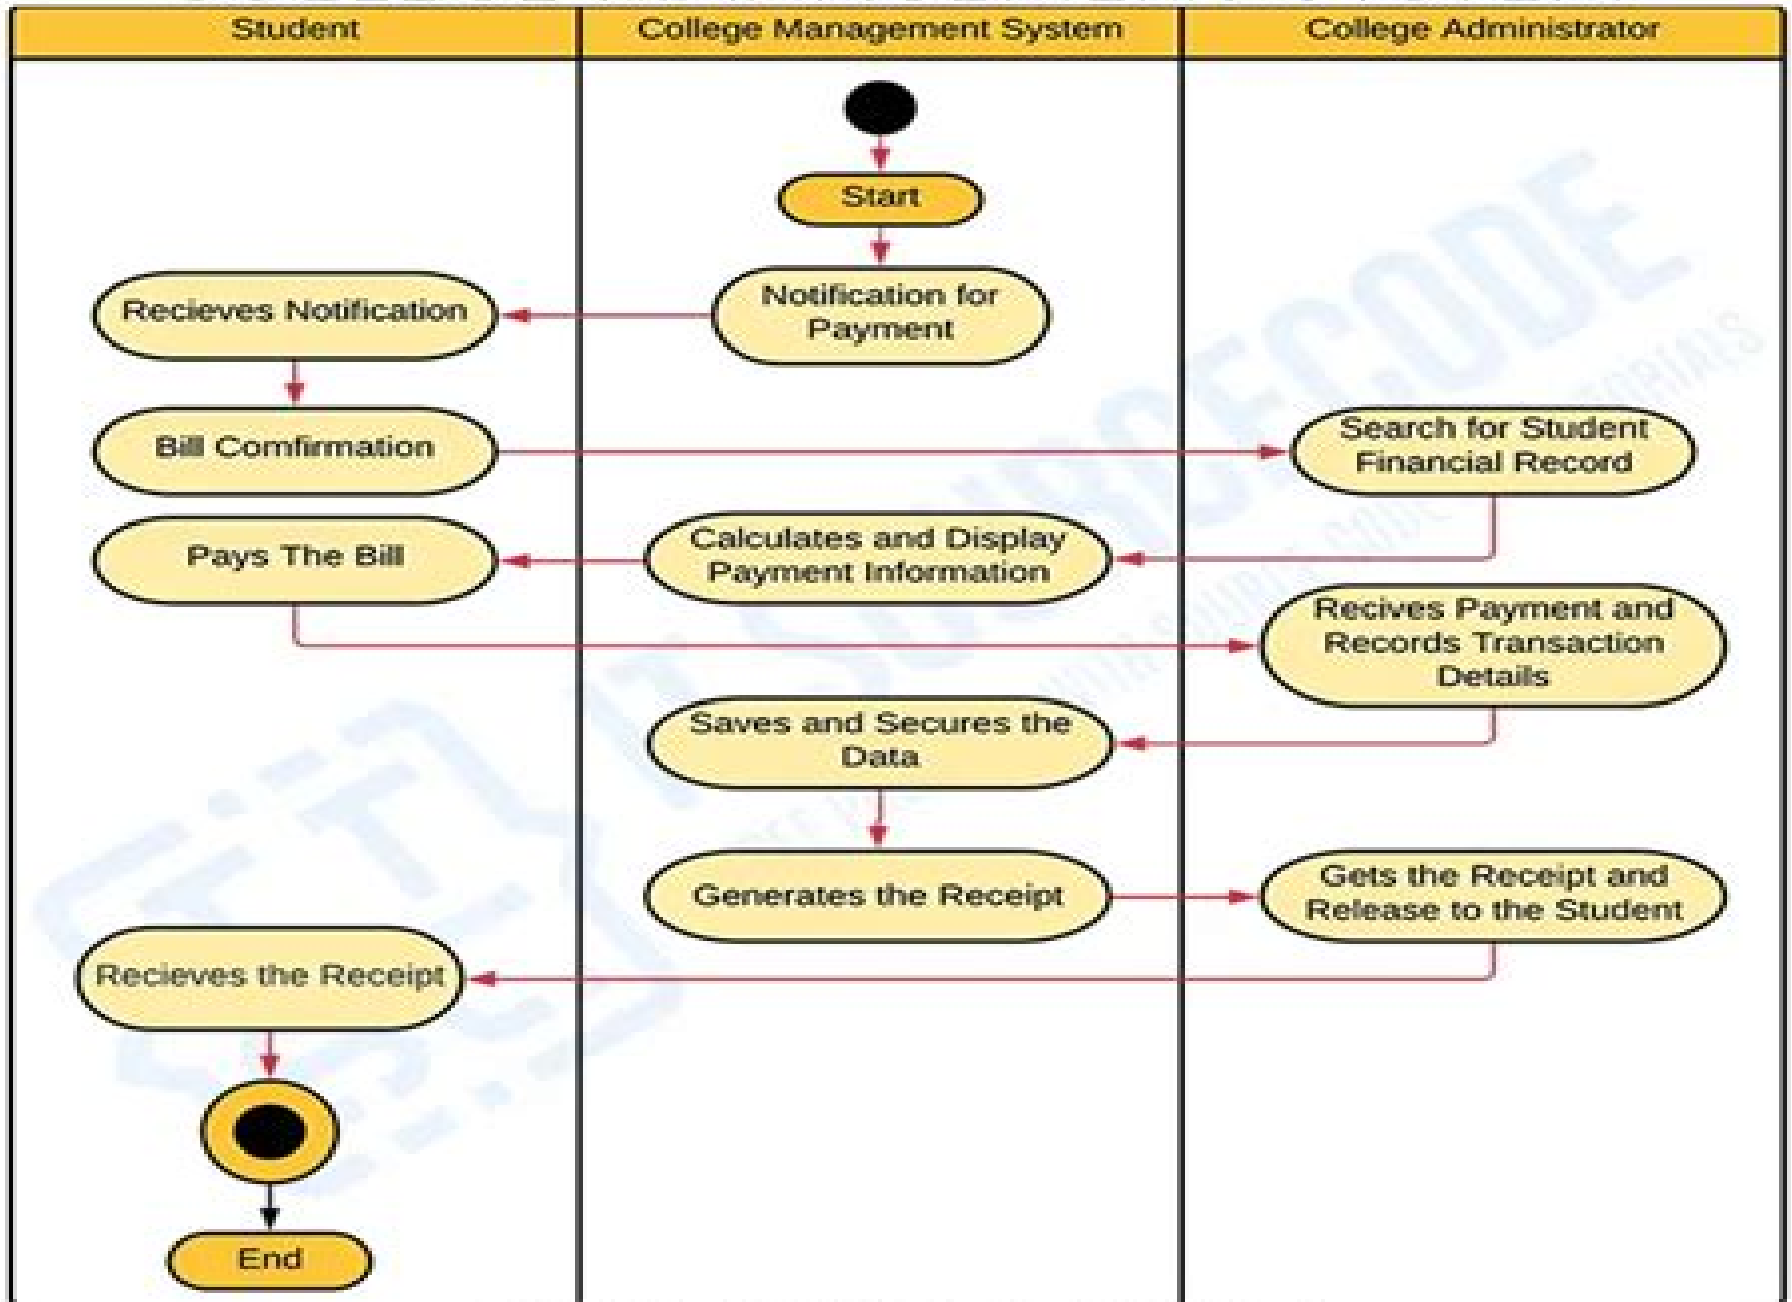 Student
College Management System
College Administrator
Start
Notification for
Payment
Recieves Notification
Bill Comfirmation
Search for Student
Financial Record
Calculates and Display
Payment Information
Pays The Bill
Recives Payment and
Records Transaction
Details
Saves and Secures the
Data
Generates the Receipt
Gets the Receipt and
Release to the Student
Recieves the Receipt
End
IT SOURCECODE